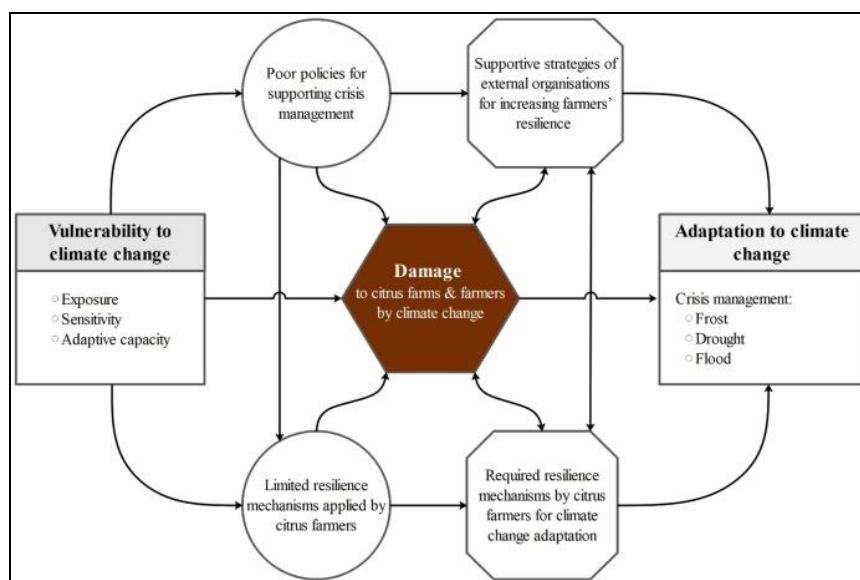 Poor policies for
supporting crisis
management
Supportive strategies of
external organisations
for increasing farmers'
resilience
Vulnerability to
climate change
○ Exposure
○ Sensitivity
○ Adaptive capacity
Damage
to citrus farms & farmers
by climate change
Adaptation to climate
change
Crisis management:
○ Frost
○ Drought
○ Flood
Limited resilience
mechanisms applied by
citrus farmers
Required resilience
mechanisms by citrus
farmers for climate
change adaptation